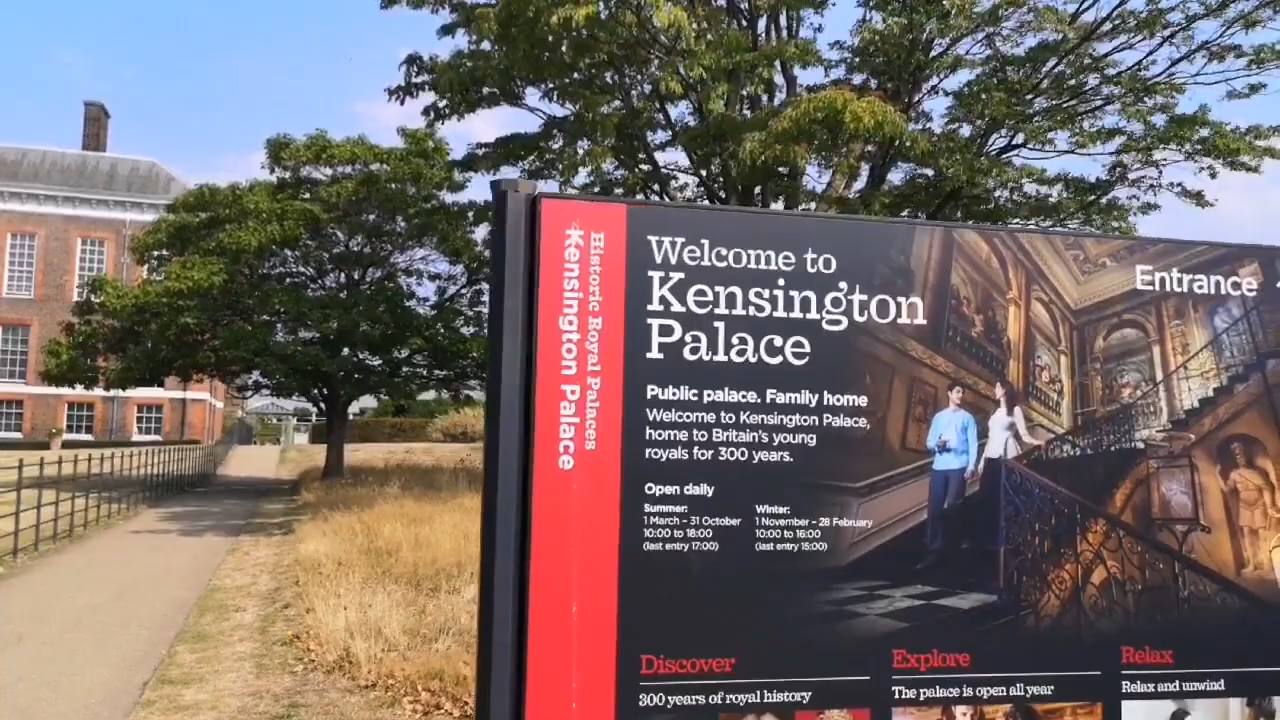 Historic Royal Palaces
Kensington Palace
Welcome to
Kensington
Palace
Entrance
Public palace. Family home
Welcome to Kensington Palace,
home to Britain's young
royals for 300 years.
Open daily
Summer:
1 March – 31 October
10:00 to 18:00
(last entry 17:00)
Winter:
1 November – 28 February
10:00 to 16:00
(last entry 15:00)
Discover
300 years of royal history
Explore
The palace is open all year
Relax
Relax and unwind